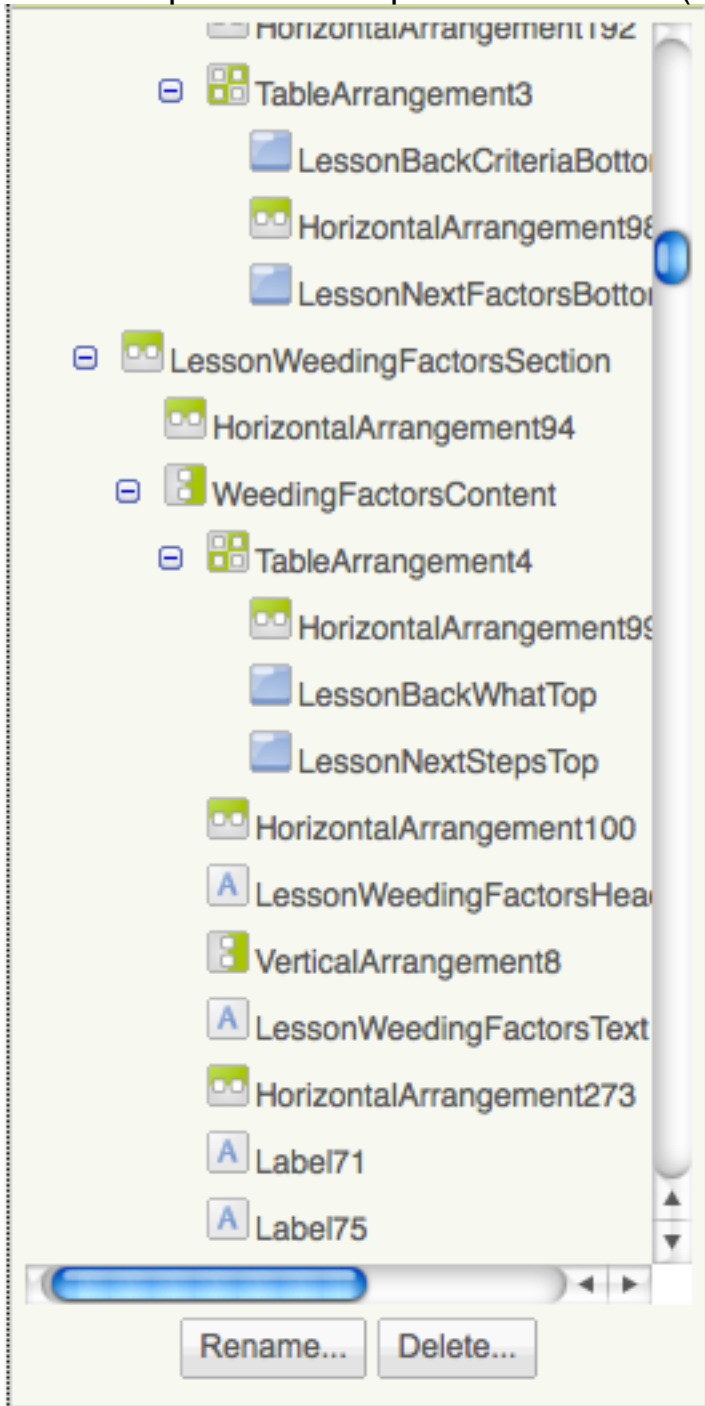 HorizontalArrangement192
TableArrangement3
LessonBackCriteriaBotto
HorizontalArrangement98
LessonNextFactorsBotto
LessonWeedingFactorsSection
HorizontalArrangement94
WeedingFactorsContent
TableArrangement4
HorizontalArrangement99
LessonBackWhatTop
LessonNextStepsTop
HorizontalArrangement100
A LessonWeedingFactorsHea
VerticalArrangement8
A LessonWeedingFactorsText
HorizontalArrangement273
A Label71
A Label75
Rename... Delete...